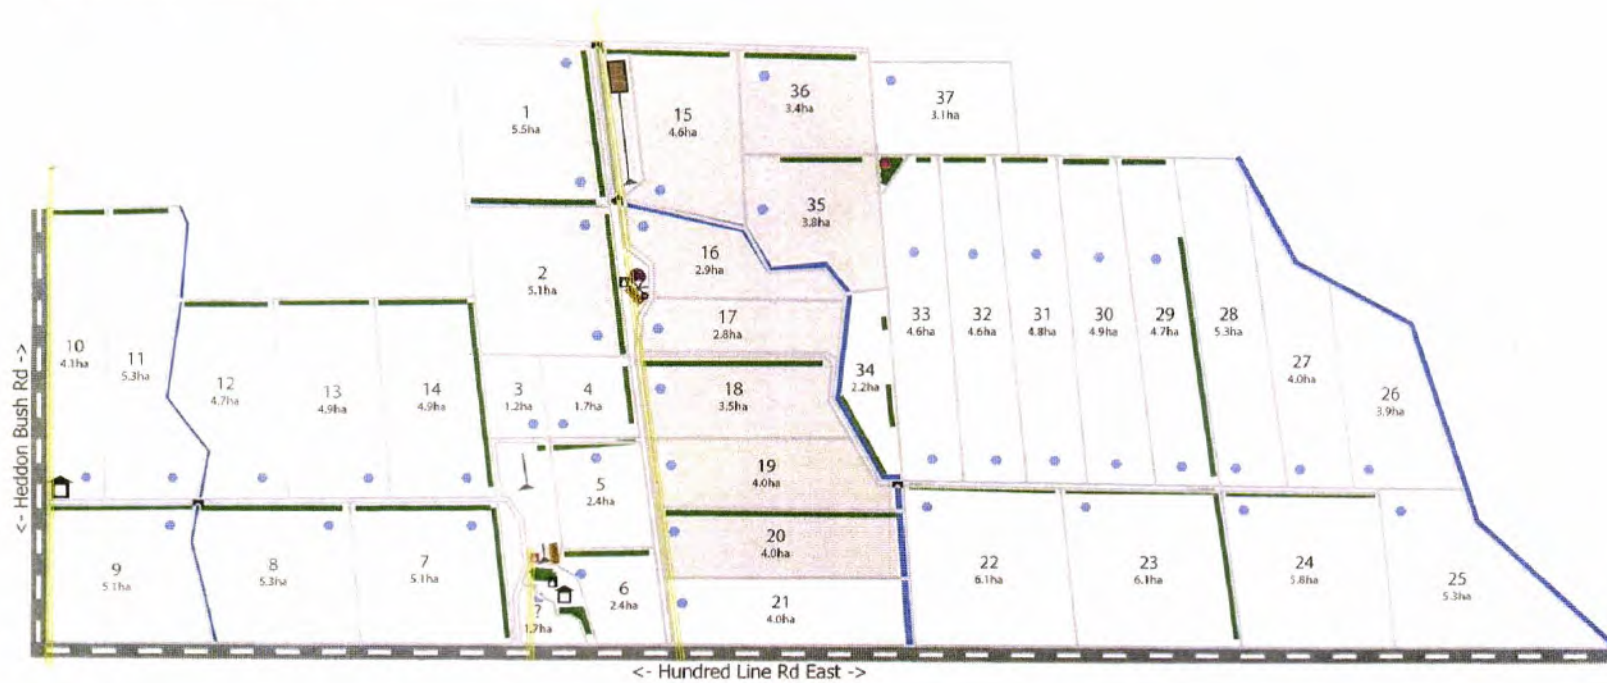 1
5.5ha
15
4.6ha
36
3.4ha
37
3.1ha
2
5.1ha
16
2.9ha
35
3.8ha
17
2.8ha
10
4.1ha
11
5.3ha
12
4.7ha
13
4.9ha
14
4.9ha
3
1.2ha
4
1.7ha
18
3.5ha
34
2.2ha
33
4.6ha
32
4.6ha
31
4.8ha
30
4.9ha
29
4.7ha
28
5.3ha
27
4.0ha
26
3.9ha
5
2.4ha
19
4.0ha
20
4.0ha
9
5.1ha
8
5.3ha
7
5.1ha
?
1.7ha
6
2.4ha
21
4.0ha
22
6.1ha
23
6.1ha
24
5.8ha
25
5.3ha
<- Heddon Bush Rd ->
<- Hundred Line Rd East ->